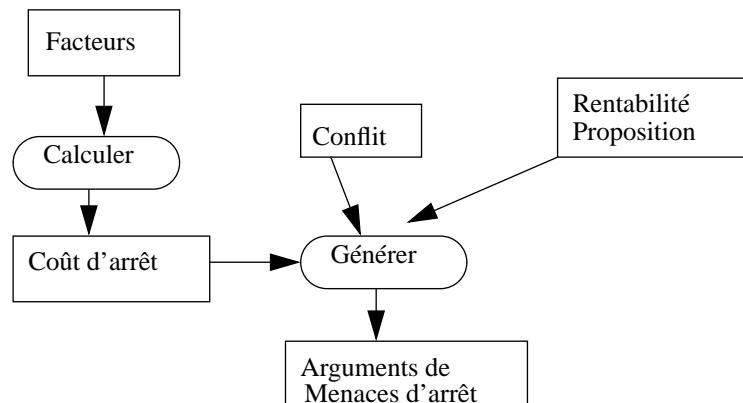 Facteurs
Rentabilité
Proposition
Conflit
Calculer
Coût d’arrêt
Générer
Arguments de
Menaces d’arrêt